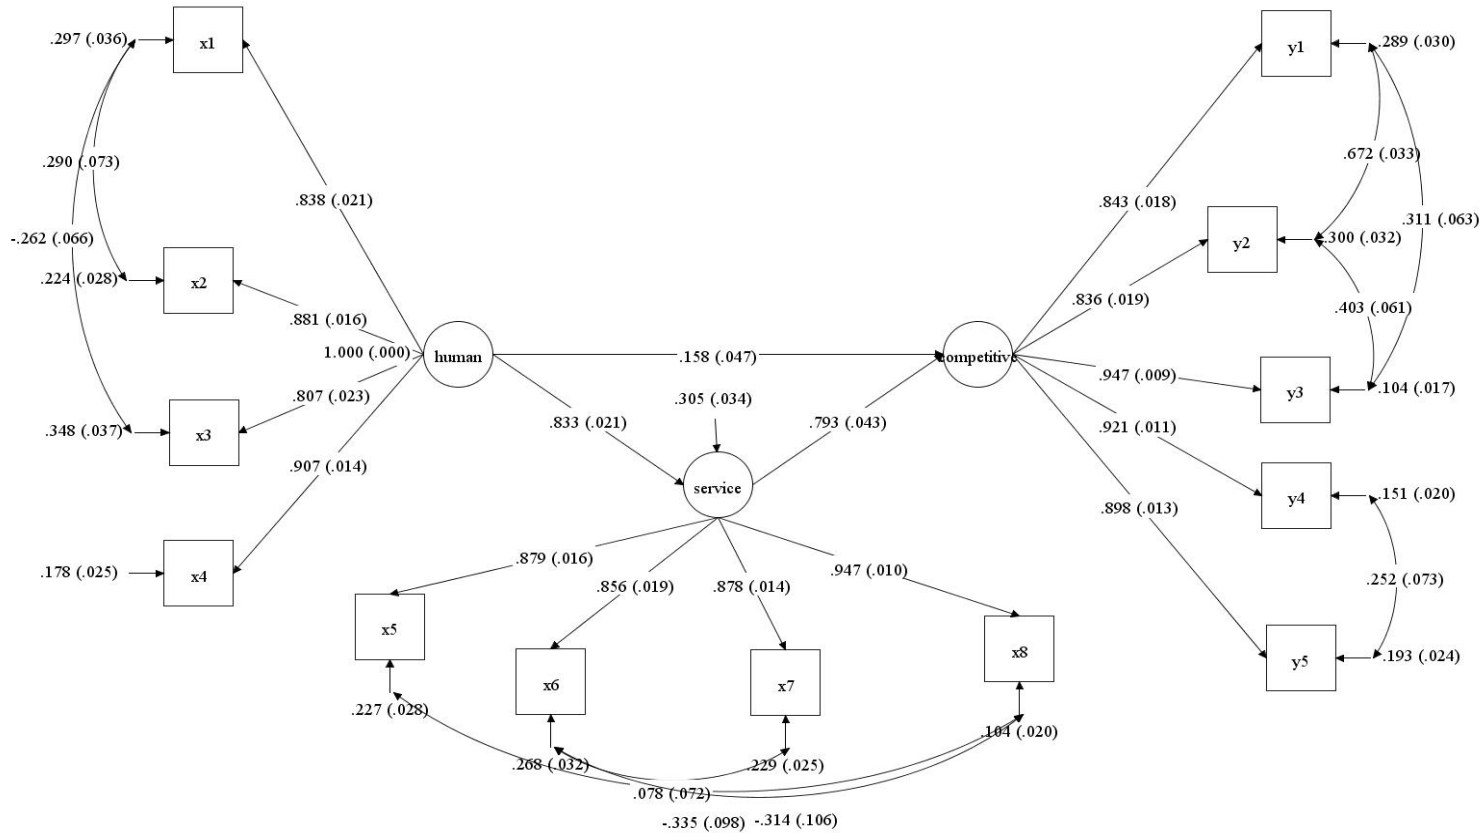 .297 (.036)
x1
y1
.289 (.030)
.290 (.073)
.672 (.033)
.838 (.021)
.843 (.018)
.311 (.063)
-.262 (.066)
y2
.300 (.032)
.224 (.028)
x2
.836 (.019)
.881 (.016)
.403 (.061)
1.000 (.000)
human
.158 (.047)
competitive
.947 (.009)
y3
.104 (.017)
.807 (.023)
.305 (.034)
.833 (.021)
.793 (.043)
.921 (.011)
.348 (.037)
x3
.907 (.014)
service
y4
.151 (.020)
.898 (.013)
.178 (.025)
x4
.879 (.016)
.856 (.019)
.878 (.014)
.947 (.010)
.252 (.073)
x5
x6
x7
x8
y5
.193 (.024)
.227 (.028)
.268 (.032)
.229 (.025)
.104 (.020)
.078 (.072)
-.335 (.098)
-.314 (.106)